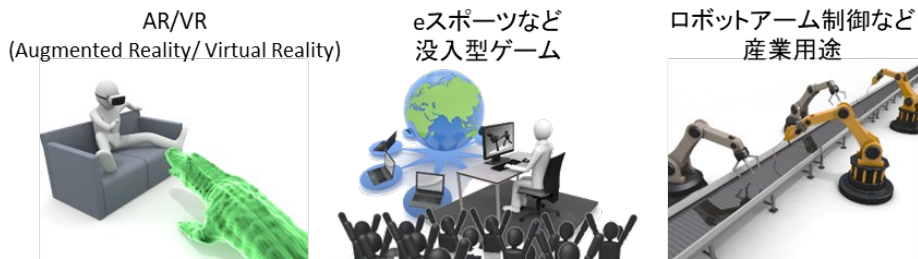 AR/VR
(Augmented Reality/ Virtual Reality)
eスポーツなど
没入型ゲーム
ロボットアーム制御など
産業用途